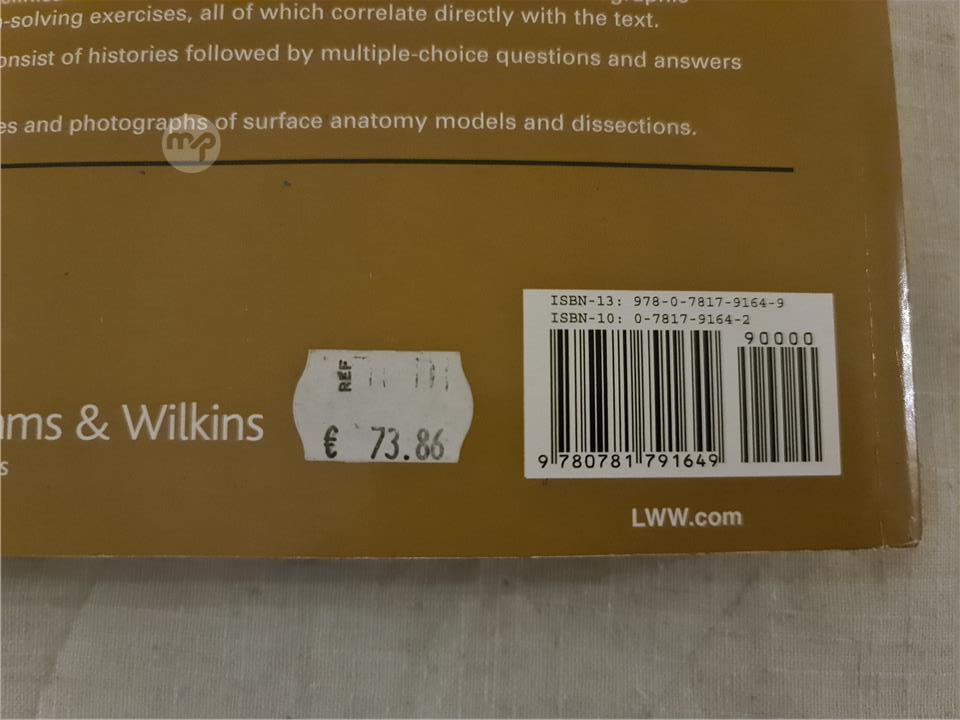 -solving exercises, all of which correlate directly with the text.
onsist of histories followed by multiple-choice questions and answers
es and photographs of surface anatomy models and dissections.
mp
ISBN-13: 978-0-7817-9164-9
ISBN-10: 0-7817-9164-2
90000
REF
ms & Wilkins
€ 73.86
9 780781 791649
s
LWW.com